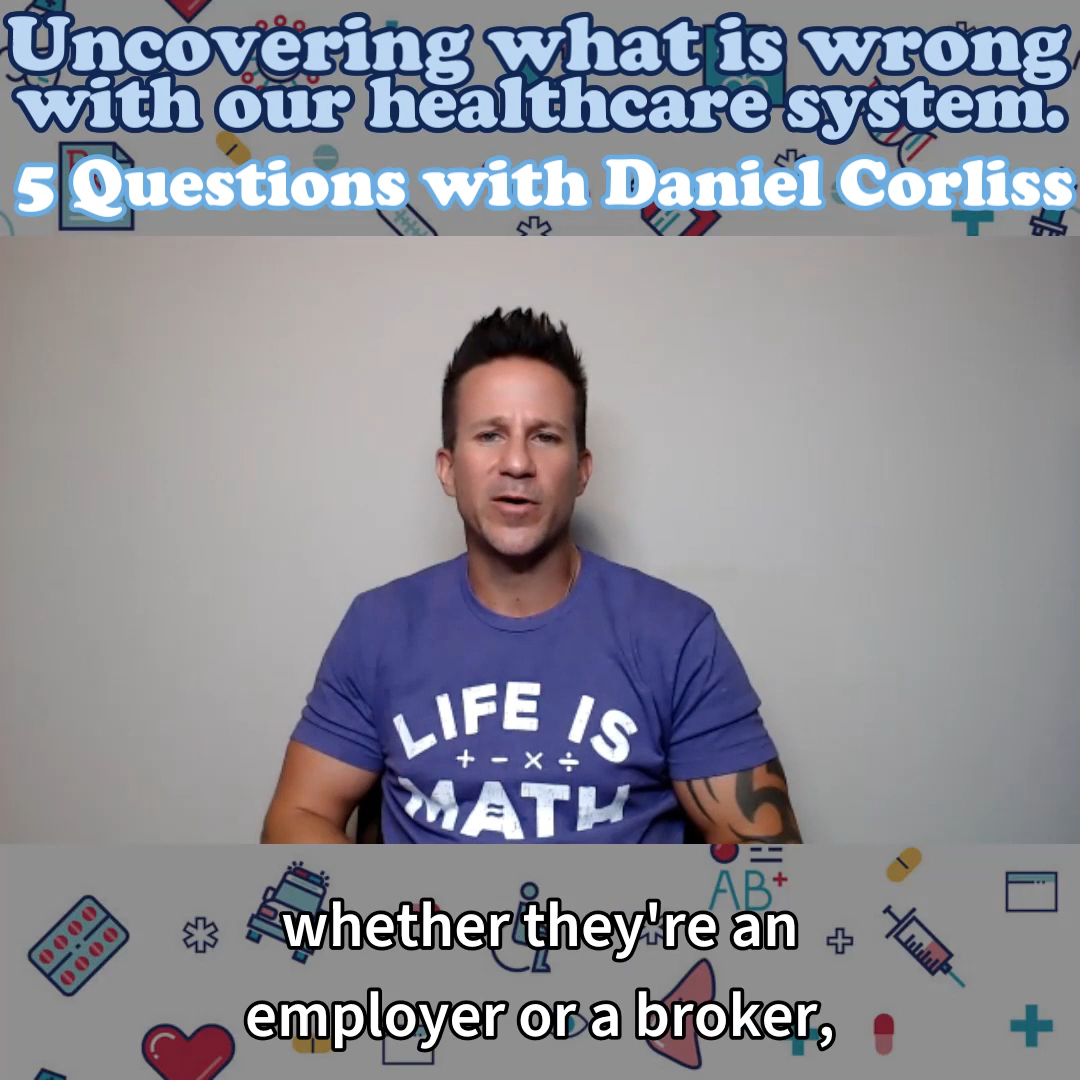 Uncovering what is wrong
with our healthcare system.
5 Questions with Daniel Corliss
LIFE IS
+ - × ÷
MATH
AB+
whether they're an
employer or a broker,